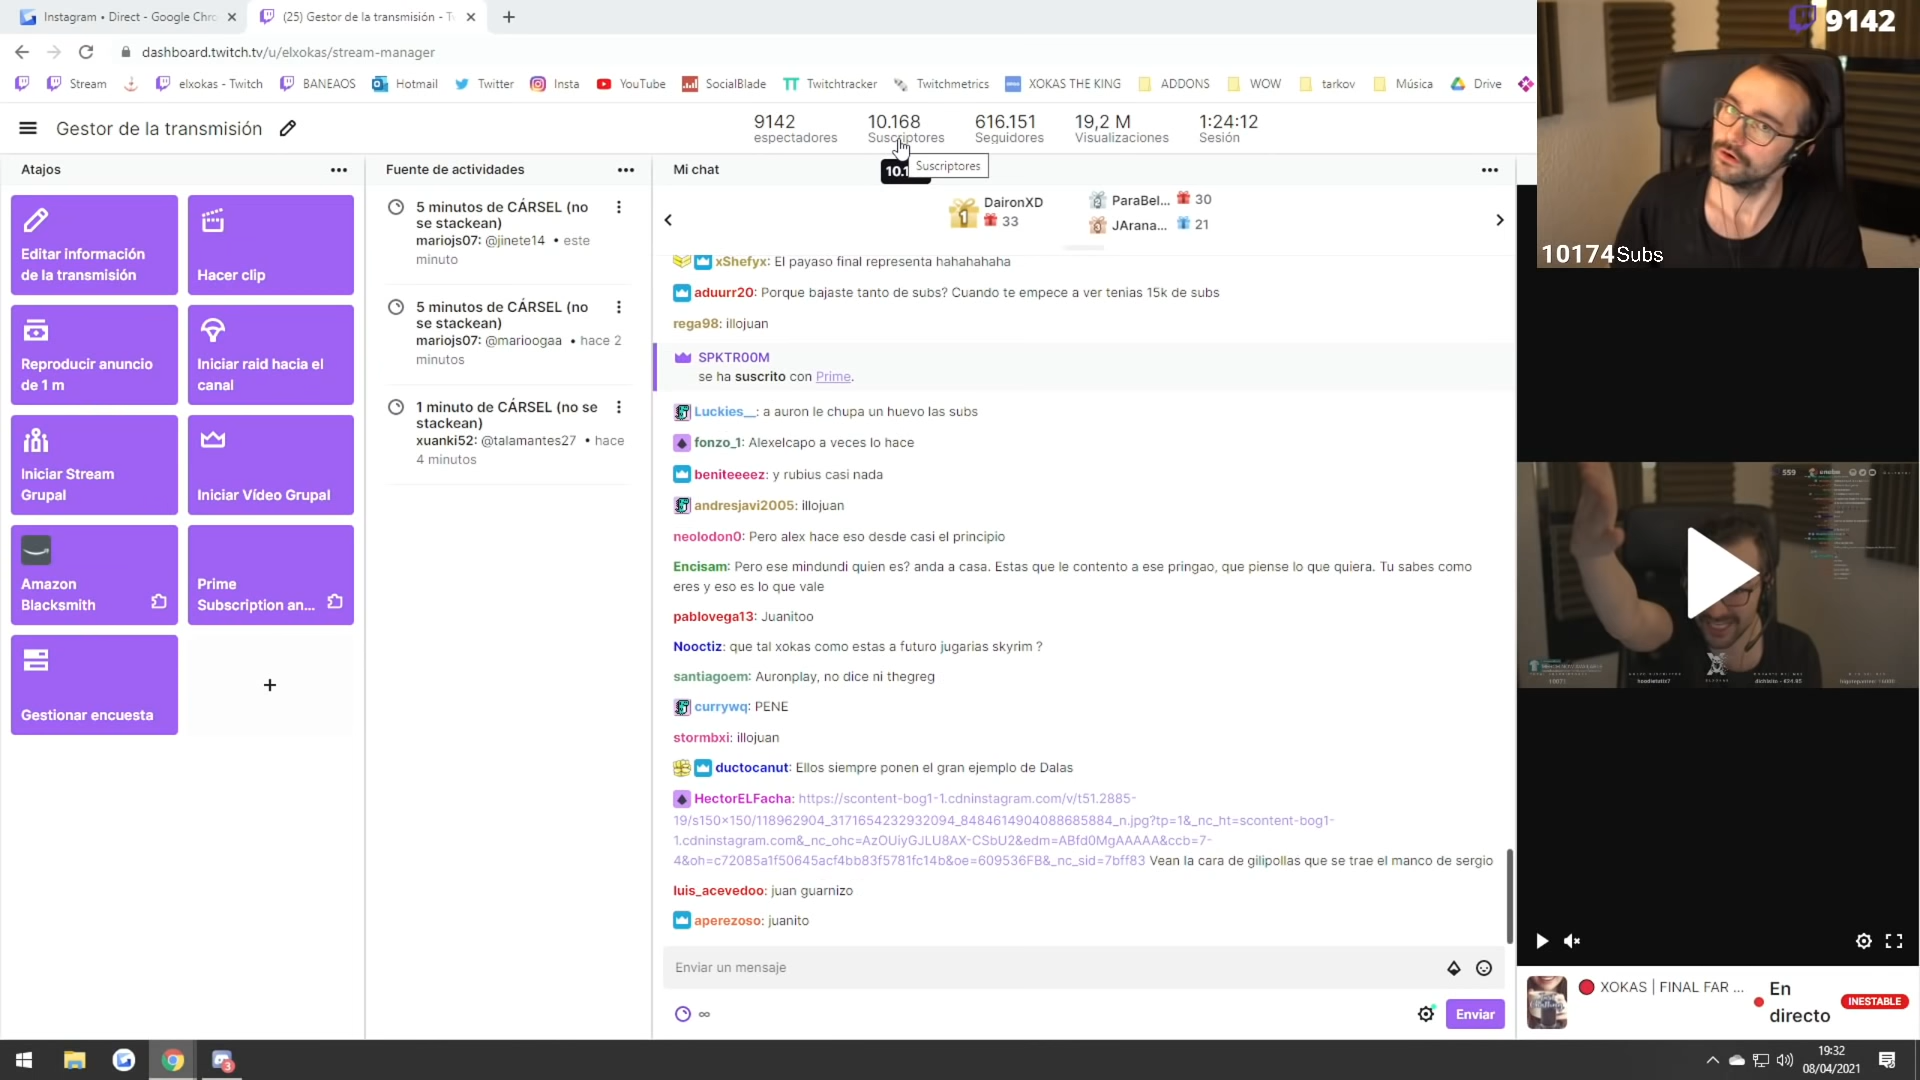 Instagram • Direct - Google Chro
(25) Gestor de la transmisión - Tw
dashboard.twitch.tv/u/elxokas/stream-manager
Stream
elxokas - Twitch
BANEAOS
Hotmail
Twitter
Insta
YouTube
SocialBlade
Twitchtracker
Twitchmetrics
XOKAS THE KING
ADDONS
WOW
tarkov
Música
Drive
9142
Gestor de la transmisión
9142
espectadores
10.168
Suscriptores
616.151
Seguidores
19,2 M
Visualizaciones
1:24:12
Sesión
10.1
Suscriptores
10174 Subs
Atajos
Editar información
de la transmisión
Hacer clip
Reproducir anuncio
de 1 m
Iniciar raid hacia el
canal
Iniciar Stream
Grupal
Iniciar Vídeo Grupal
Amazon
Blacksmith
Prime
Subscription an...
Gestionar encuesta
Fuente de actividades
5 minutos de CÁRSEL (no
se stackean)
mariojs07: @jinete14 • este
minuto
5 minutos de CÁRSEL (no
se stackean)
mariojs07: @marioogaa • hace 2
minutos
1 minuto de CÁRSEL (no se
stackean)
xuanki52: @talamantes27 • hace
4 minutos
Mi chat
1 DaironXD
33
2 ParaBel... 30
3 JArana... 21
xShefyx: El payaso final representa hahahahaha
aduurr20: Porque bajaste tanto de subs? Cuando te empece a ver tenias 15k de subs
rega98: illojuan
SPKTR00M
se ha suscrito con Prime.
Luckies__: a auron le chupa un huevo las subs
fonzo_1: Alexelcapo a veces lo hace
beniteeeez: y rubius casi nada
andresjavi2005: illojuan
neolodon0: Pero alex hace eso desde casi el principio
Encisam: Pero ese mindundi quien es? anda a casa. Estas que le contento a ese pringao, que piense lo que quiera. Tu sabes como
eres y eso es lo que vale
pablovega13: Juanitoo
Nooctiz: que tal xokas como estas a futuro jugarias skyrim ?
santiagoem: Auronplay, no dice ni thegreg
currywq: PENE
stormbxi: illojuan
ductocanut: Ellos siempre ponen el gran ejemplo de Dalas
HectorELFacha: https://scontent-bog1-1.cdninstagram.com/v/t51.2885-
19/s150x150/118962904_3171654232932094_8484614904088685884_n.jpg?tp=1&_nc_ht=scontent-bog1-
1.cdninstagram.com&_nc_ohc=AzOUiyGJLU8AX-CSbU2&edm=ABfd0MgAAAAA&ccb=7-
4&oh=c72085a1f50645acf4bb83f5781fc14b&oe=609536FB&_nc_sid=7bff83 Vean la cara de gilipollas que se trae el manco de sergio
luis_acevedoo: juan guarnizo
aperezoso: juanito
Enviar un mensaje
Enviar
559
XOKAS | FINAL FAR ...
En
directo
INESTABLE
3
19:32
08/04/2021